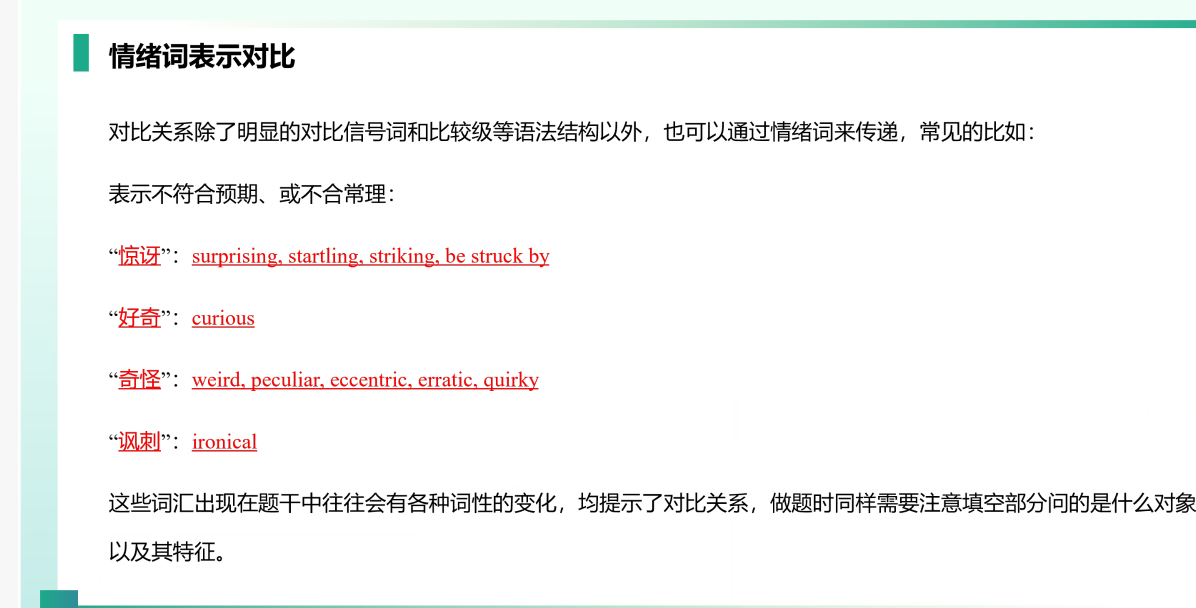 情绪词表示对比
对比关系除了明显的对比信号词和比较级等语法结构以外，也可以通过情绪词来传递，常见的比如：
表示不符合预期、或不合常理：
“惊讶”：surprising, startling, striking, be struck by
“好奇”：curious
“奇怪”：weird, peculiar, eccentric, erratic, quirky
“讽刺”：ironical
这些词汇出现在题干中往往会有各种词性的变化，均提示了对比关系，做题时同样需要注意填空部分问的是什么对象
以及其特征。